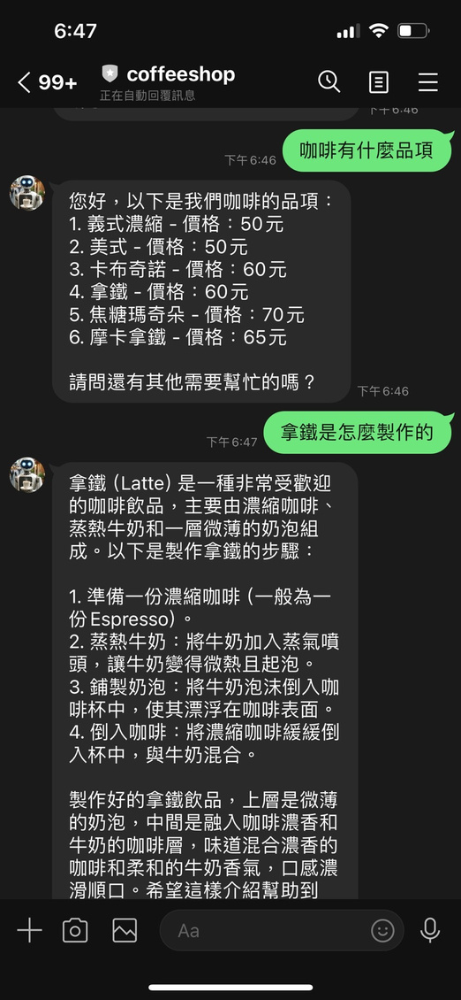 6:47
99+
coffeeshop
正在自動回覆訊息
下午6:46
咖啡有什麼品項
下午6:46
您好，以下是我們咖啡的品項：
1. 義式濃縮 - 價格：50元
2. 美式 - 價格：50元
3. 卡布奇諾 - 價格：60元
4. 拿鐵 - 價格：60元
5. 焦糖瑪奇朵 - 價格：70元
6. 摩卡拿鐵 - 價格：65元
請問還有其他需要幫忙的嗎？
下午6:46
拿鐵是怎麼製作的
下午6:47
拿鐵 (Latte) 是一種非常受歡迎
的咖啡飲品，主要由濃縮咖啡、
蒸熱牛奶和一層微薄的奶泡組
成。以下是製作拿鐵的步驟：
1. 準備一份濃縮咖啡 (一般為一
份Espresso)。
2. 蒸熱牛奶：將牛奶加入蒸氣噴
頭，讓牛奶變得微熱且起泡。
3. 鋪製奶泡：將牛奶泡沫倒入咖
啡杯中，使其漂浮在咖啡表面。
4. 倒入咖啡：將濃縮咖啡緩緩倒
入杯中，與牛奶混合。
製作好的拿鐵飲品，上層是微薄
的奶泡，中間是融入咖啡濃香和
牛奶的咖啡層，味道混合濃香的
咖啡和柔和的牛奶香氣，口感濃
滑順口。希望這樣介紹幫助到
Aa